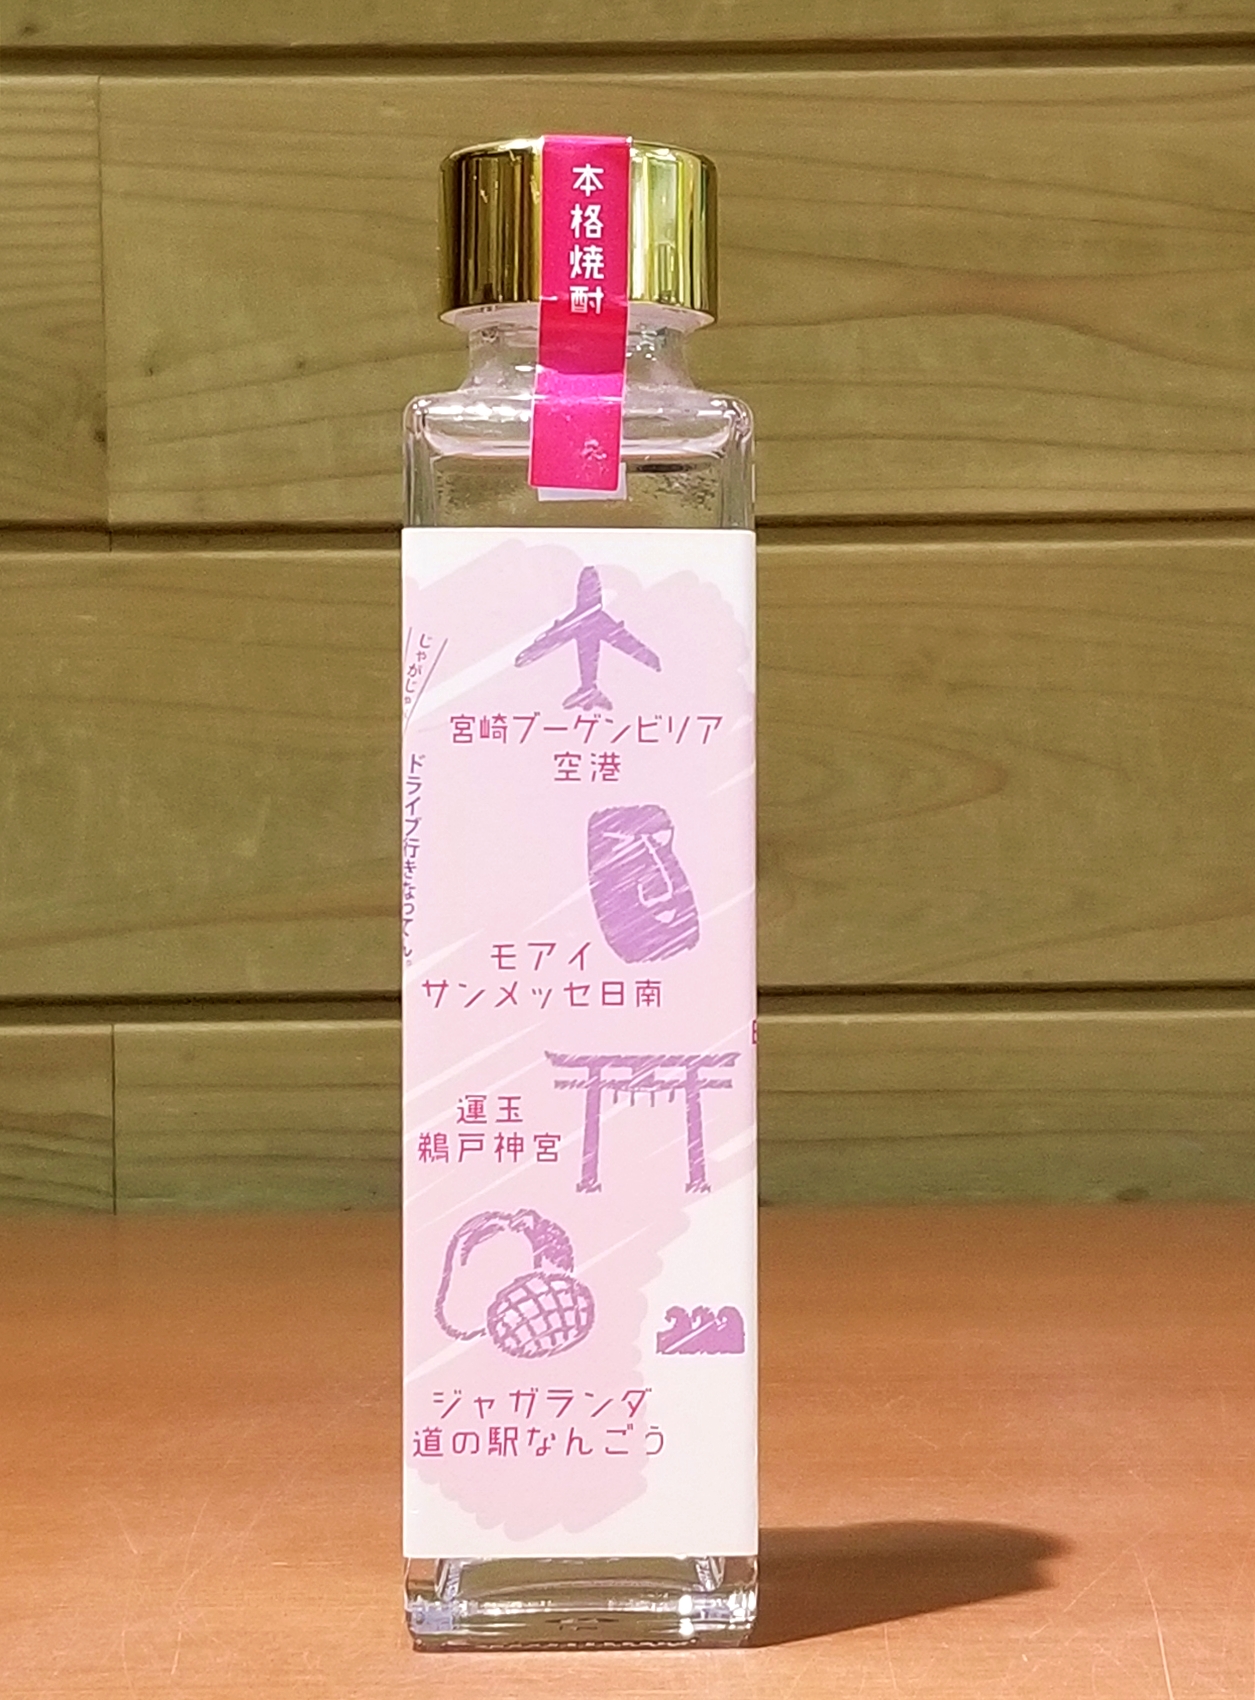 本格焼酎
宮崎ブーゲンビリア
空港
モアイ
サンメッセ日南
運玉
鵜戸神宮
ジャカランダ
道の駅なんごう
じゃがじゃ
ドライブ行きなってん。